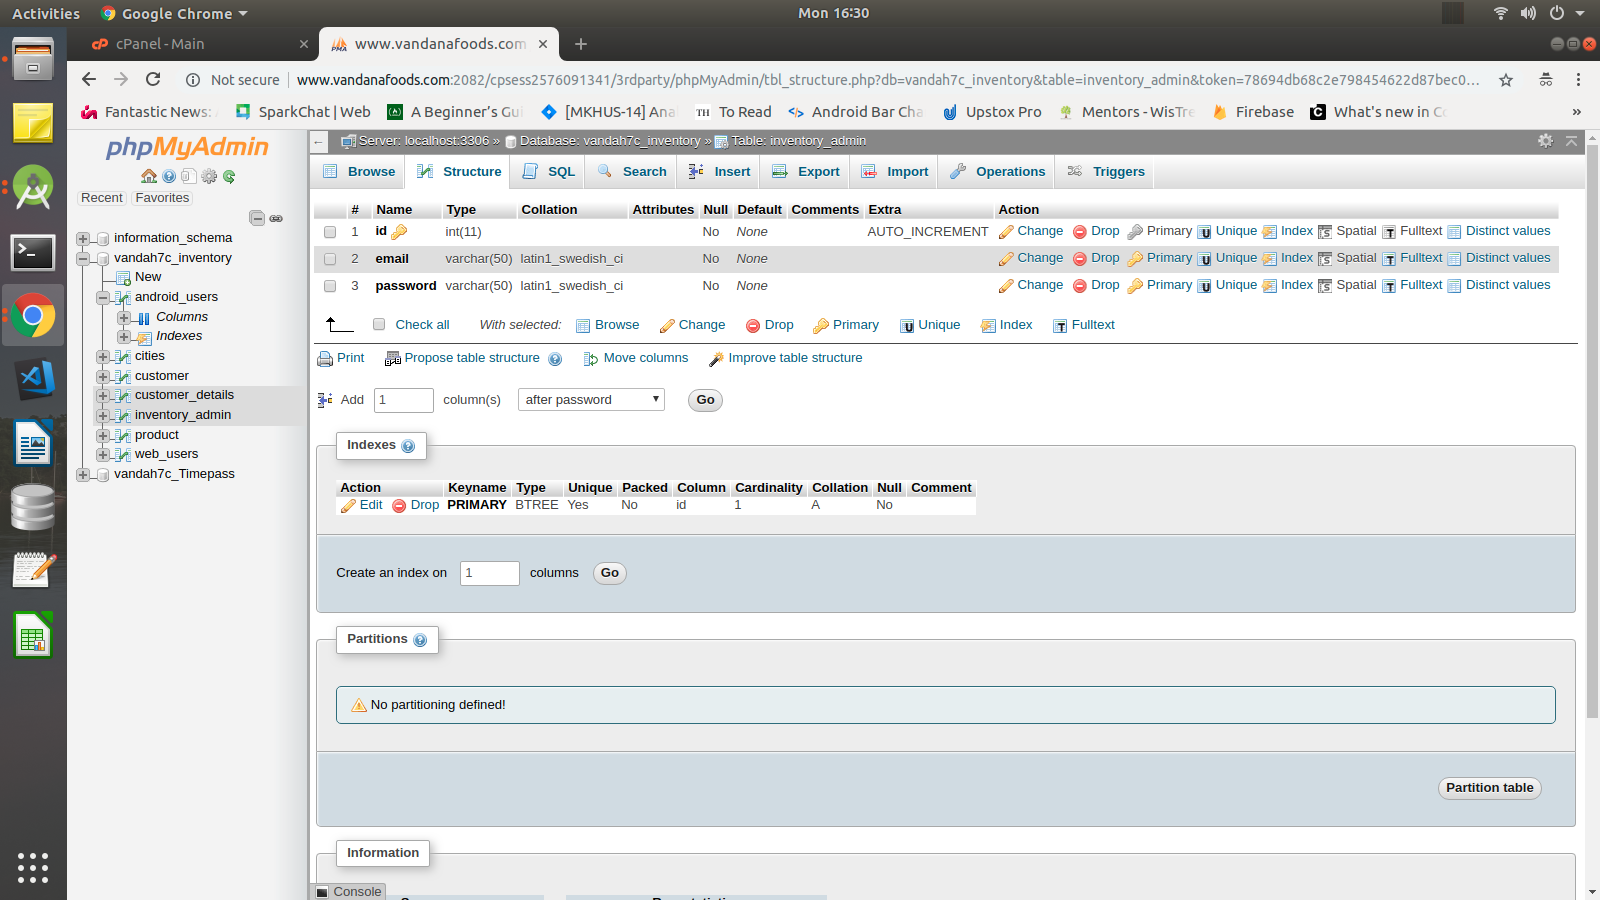 Activities Google Chrome Mon 16:30
cPanel - Main
PMA www.vandanafoods.com
Not secure www.vandanafoods.com:2082/cpsess2576091341/3rdparty/phpMyAdmin/tbl_structure.php?db=vandah7c_inventory&table=inventory_admin&token=78694db68c2e798454622d87bec0...
Fantastic News: SparkChat | Web A Beginner's Gui [MKHUS-14] Ana TH To Read Android Bar Cha Upstox Pro Mentors - WisTre Firebase What's new in Co »
phpMyAdmin
Recent Favorites
information_schema
vandah7c_inventory
New
android_users
Columns
Indexes
cities
customer
customer_details
inventory_admin
product
web_users
vandah7c_Timepass
Server: localhost:3306 » Database: vandah7c_inventory » Table: inventory_admin
Browse Structure SQL Search Insert Export Import Operations Triggers
# Name Type Collation Attributes Null Default Comments Extra Action
1 id int(11) No None AUTO_INCREMENT Change Drop Primary Unique Index Spatial Fulltext Distinct values
2 email varchar(50) latin1_swedish_ci No None Change Drop Primary Unique Index Spatial Fulltext Distinct values
3 password varchar(50) latin1_swedish_ci No None Change Drop Primary Unique Index Spatial Fulltext Distinct values
Check all With selected: Browse Change Drop Primary Unique Index Fulltext
Print Propose table structure Move columns Improve table structure
Add 1 column(s) after password Go
Indexes
Action Keyname Type Unique Packed Column Cardinality Collation Null Comment
Edit Drop PRIMARY BTREE Yes No id 1 A No
Create an index on 1 columns Go
Partitions
No partitioning defined!
Partition table
Information
Console